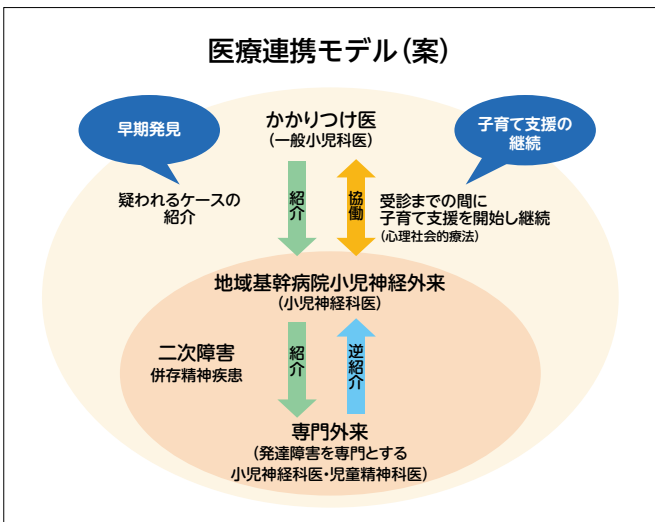 医療連携モデル(案)
早期発見
子育て支援の
継続
かかりつけ医
(一般小児科医)
疑われるケースの
紹介
紹介
協働
受診までの間に
子育て支援を開始し継続
(心理社会的療法)
地域基幹病院小児神経外来
(小児神経科医)
二次障害
併存精神疾患
紹介
逆紹介
専門外来
(発達障害を専門とする
小児神経科医・児童精神科医)